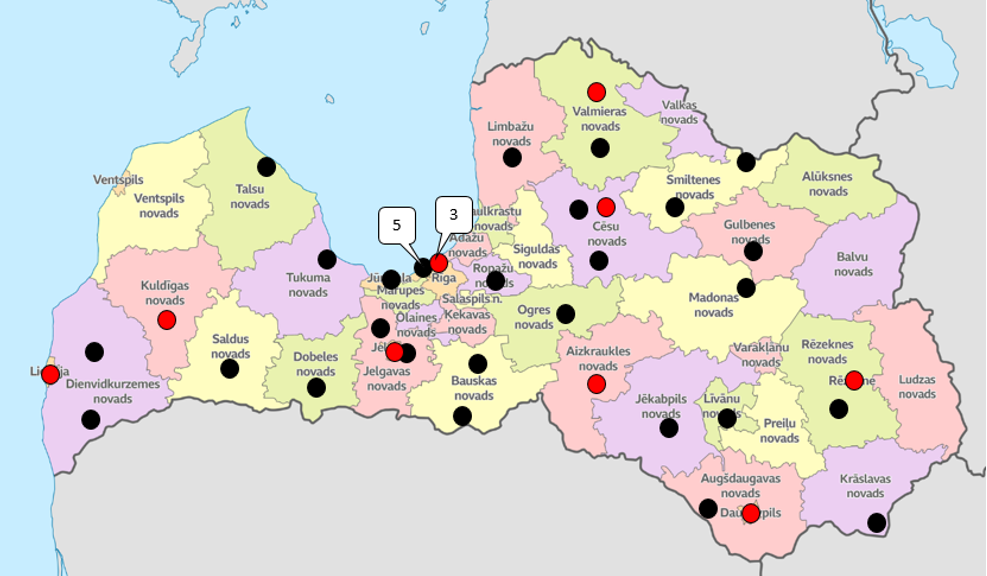 Valkas
novads
Valmieras
novads
Limbažu
novads
Alūksnes
novads
Ventspils
Smiltenes
novads
Talsu
novads
Ventspils
novads
5
3
aulkrastu
novads
Cēsu
novads
Gulbenes
novads
Ādažu
novads
Siguldas
novads
Balvu
novads
Ropažu
Rīga
Tukuma
novads
Kuldīgas
novads
Mārupes
novads
Salaspils n.
Madonas
novads
Ogres
novads
Olaines
novads
Ķekavas
novads
Saldus
novads
Dobeles
novads
Jelgavas
novads
Aizkraukles
novads
Varakļānu
novads
Rēzeknes
novads
Dienvidkurzemes
novads
Bauskas
novads
Ludzas
novads
Jēkabpils
novads
Līvānu
Preiļu
novads
Augšdaugavas
novads
Krāslavas
novads